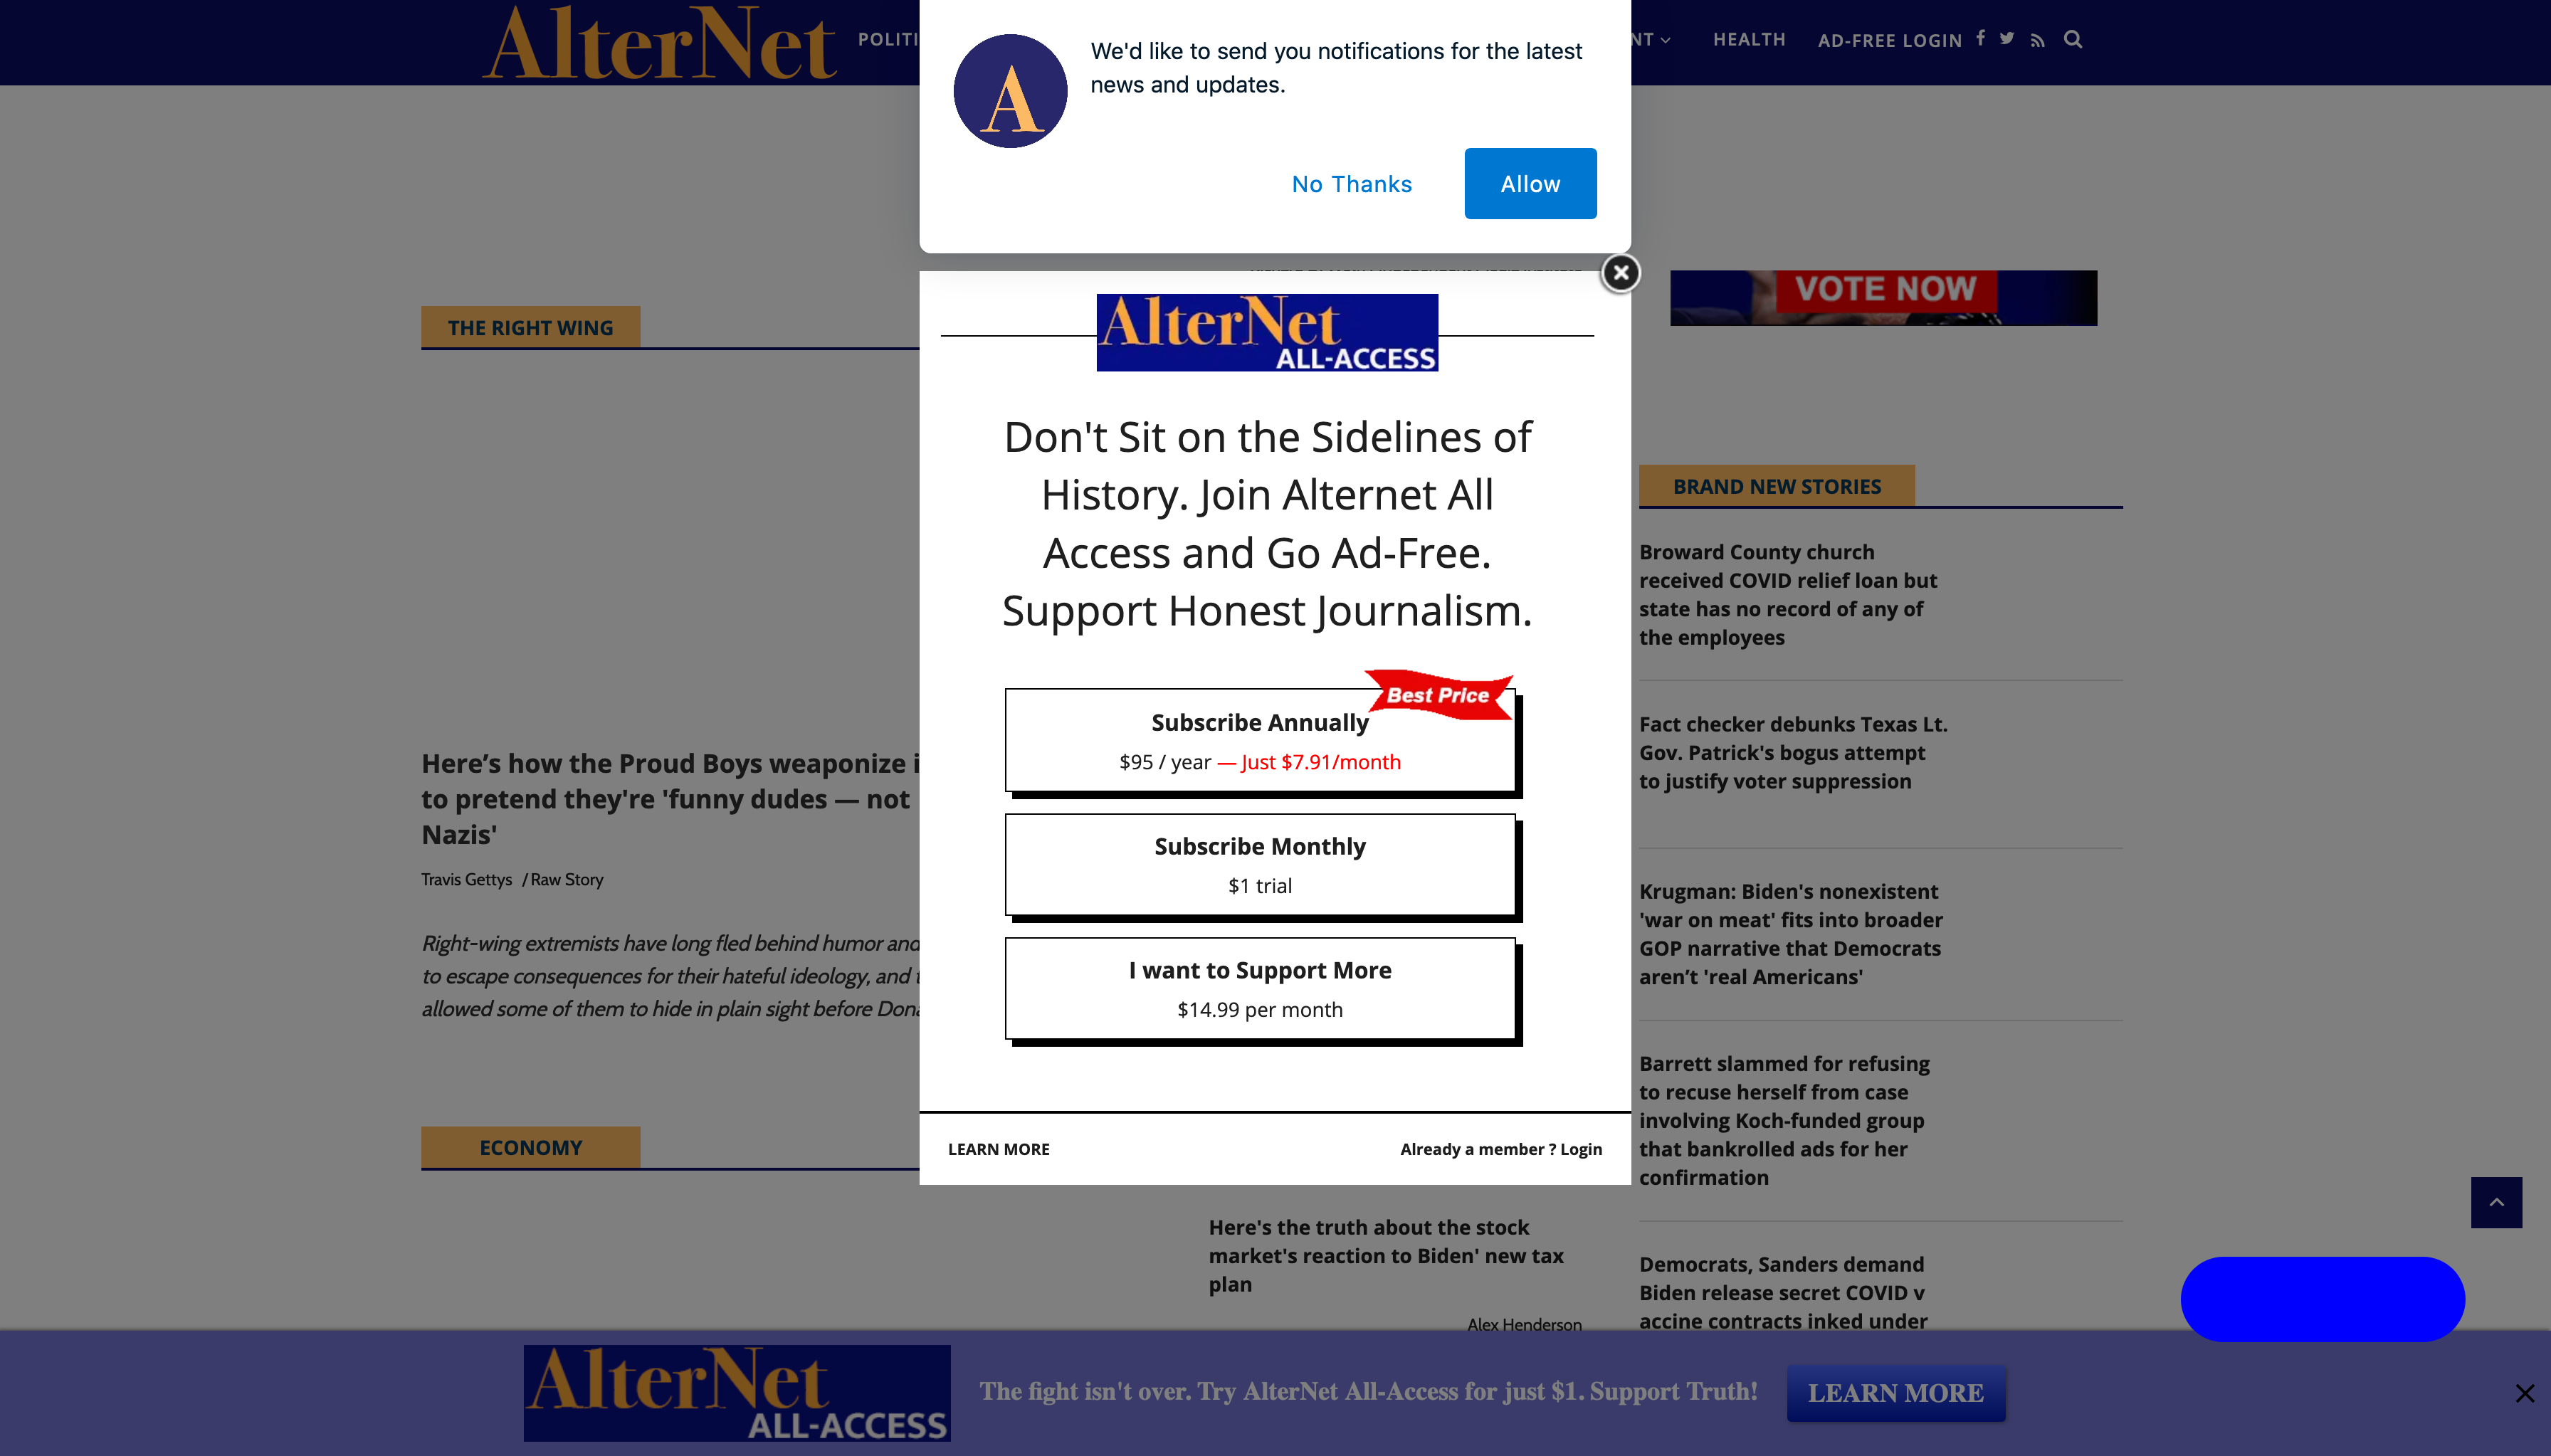 AlterNet
HEALTH
AD-FREE LOGIN
We'd like to send you notifications for the latest
news and updates.
A
No Thanks
Allow
VOTE NOW
THE RIGHT WING
AlterNet
ALL-ACCESS
Don't Sit on the Sidelines of
History. Join Alternet All
Access and Go Ad-Free.
Support Honest Journalism.
Best Price
Subscribe Annually
$95 / year — Just $7.91/month
Subscribe Monthly
$1 trial
I want to Support More
$14.99 per month
LEARN MORE
Already a member ? Login
Here’s how the Proud Boys weaponize
to pretend they're 'funny dudes — not
Nazis'
Travis Gettys / Raw Story
Right-wing extremists have long fled behind humor and
to escape consequences for their hateful ideology, and
allowed some of them to hide in plain sight before
ECONOMY
Here's the truth about the stock
market's reaction to Biden' new tax
plan
Alex Henderson
BRAND NEW STORIES
Broward County church
received COVID relief loan but
state has no record of any of
the employees
Fact checker debunks Texas Lt.
Gov. Patrick's bogus attempt
to justify voter suppression
Krugman: Biden's nonexistent
'war on meat' fits into broader
GOP narrative that Democrats
aren’t 'real Americans'
Barrett slammed for refusing
to recuse herself from case
involving Koch-funded group
that bankrolled ads for her
confirmation
Democrats, Sanders demand
Biden release secret COVID v
accine contracts inked under
AlterNet
ALL-ACCESS
The fight isn't over. Try AlterNet All-Access for just $1. Support Truth!
LEARN MORE